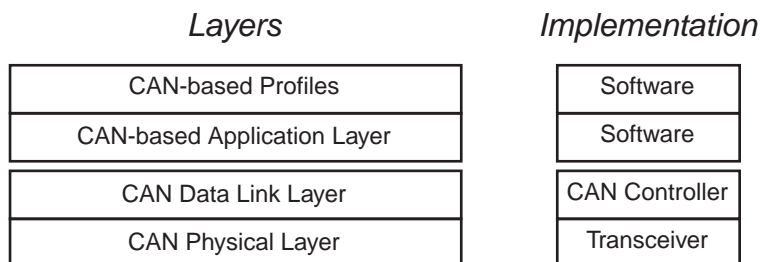 Layers Implementation
CAN-based Profiles Software
CAN-based Application Layer Software
CAN Data Link Layer CAN Controller
CAN Physical Layer Transceiver